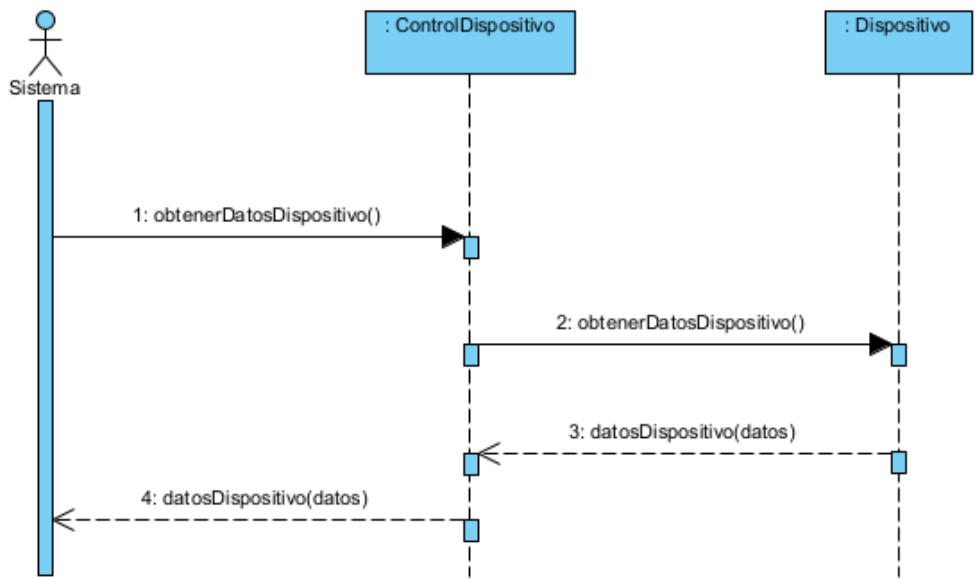 : ControlDispositivo
: Dispositivo
Sistema
1: obtenerDatosDispositivo()
2: obtenerDatosDispositivo()
3: datosDispositivo(datos)
4: datosDispositivo(datos)